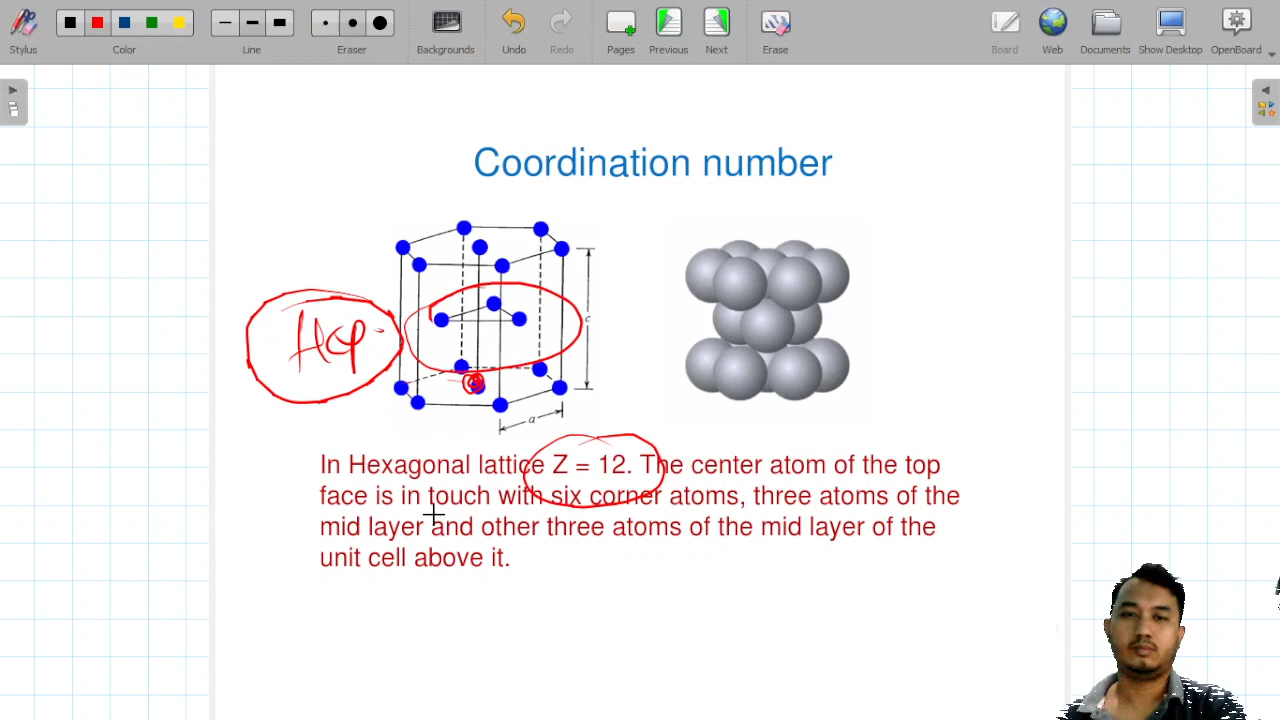 Stylus
Color
Line
Eraser
Backgrounds
Undo
Redo
Pages
Previous
Next
Erase
Board
Web
Documents
Show Desktop
OpenBoard
Coordination number
Hcp
c
a
In Hexagonal lattice Z = 12. The center atom of the top
face is in touch with six corner atoms, three atoms of the
mid layer and other three atoms of the mid layer of the
unit cell above it.